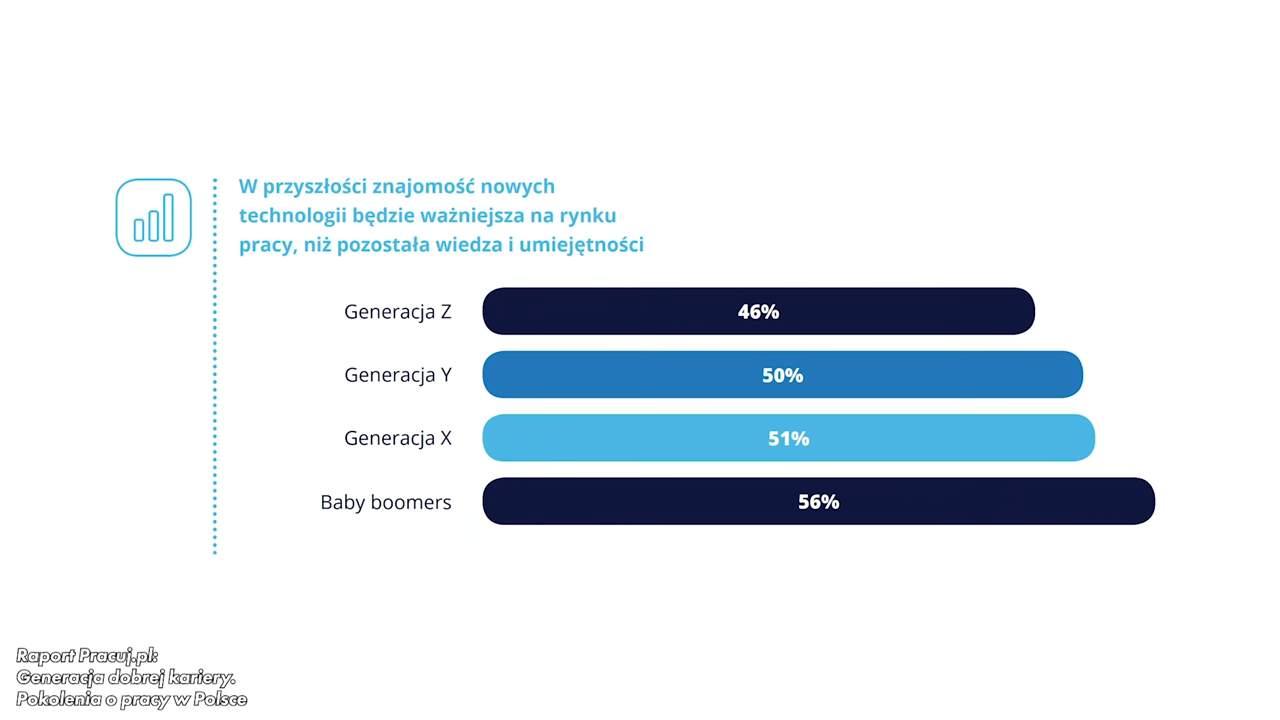 W przyszłości znajomość nowych
technologii będzie ważniejsza na rynku
pracy, niż pozostała wiedza i umiejętności
Generacja Z 46%
Generacja Y 50%
Generacja X 51%
Baby boomers 56%
Raport Pracuj.pk
Generacja dobrej kariery.
Pokolenia o pracy w Polsce